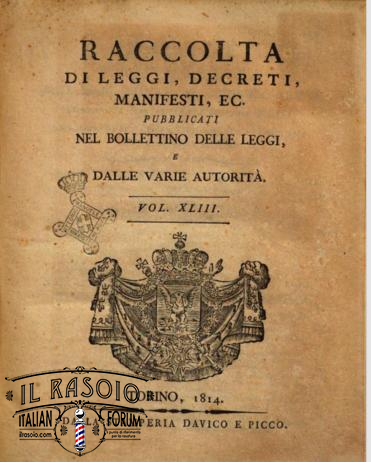 RACCOLTA
DI LEGGI, DECRETI,
MANIFESTI, EC.
PUBBLICATI
NEL BOLLETTINO DELLE LEGGI,
E
DALLE VARIE AUTORITÀ.
VOL. XLIII.
TORINO, 1814.
DAVICO E PICCO.
IL RASOIO
ITALIAN FORUM
ilrasoio.com